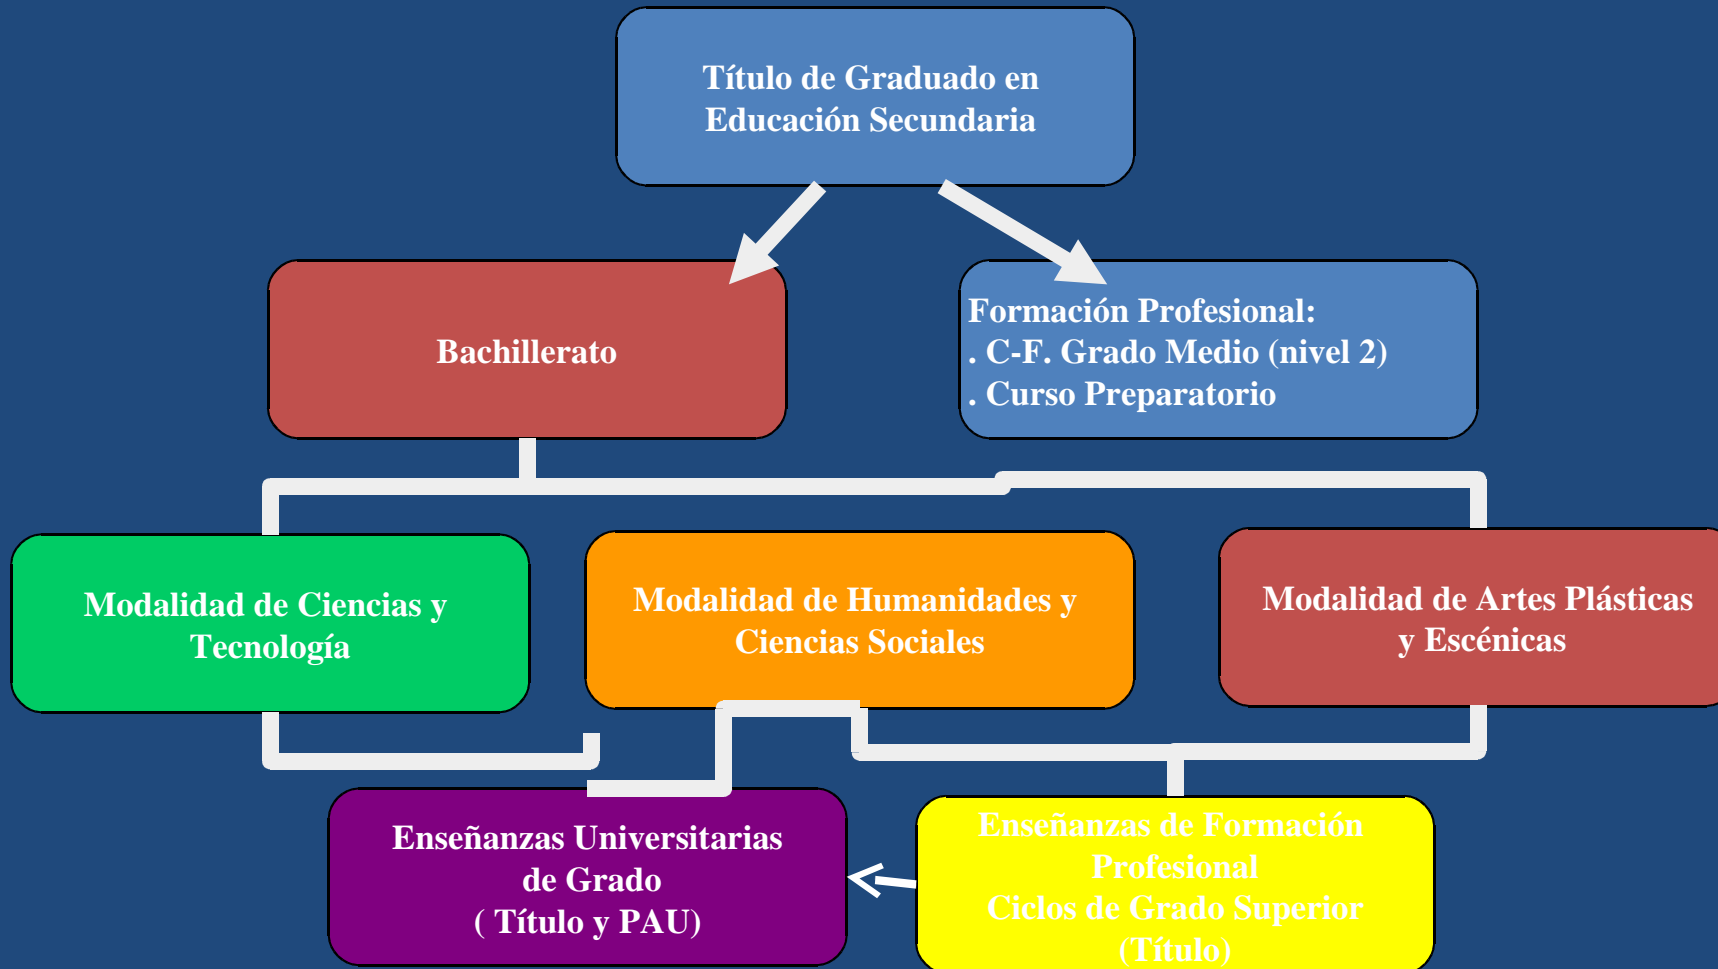 Título de Graduado en
Educación Secundaria
Bachillerato
Formación Profesional:
. C-F. Grado Medio (nivel 2)
. Curso Preparatorio
Modalidad de Ciencias y
Tecnología
Modalidad de Humanidades y
Ciencias Sociales
Modalidad de Artes Plásticas
y Escénicas
Enseñanzas Universitarias
de Grado
( Título y PAU)
Enseñanzas de Formación
Profesional
Ciclos de Grado Superior
(Título)